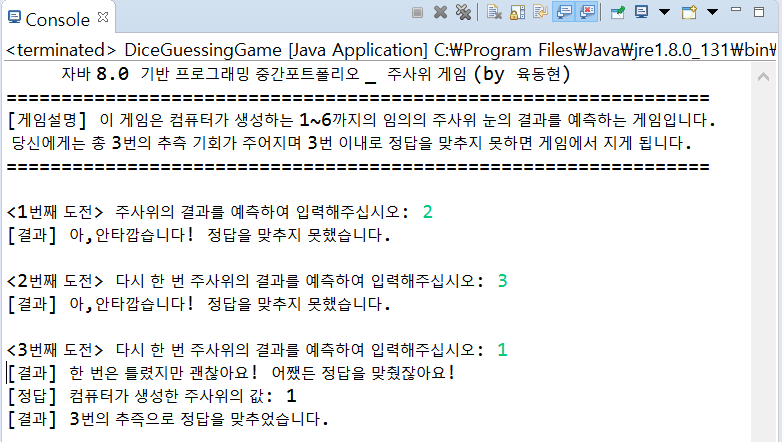 Console
<terminated> DiceGuessingGame [Java Application] C:₩Program Files₩Java₩jre1.8.0_131₩bin₩
자바 8.0 기반 프로그래밍 중간포트폴리오 _ 주사위 게임 (by 육동현)
================================================================
[게임설명] 이 게임은 컴퓨터가 생성하는 1~6까지의 임의의 주사위 눈의 결과를 예측하는 게임입니다.
당신에게는 총 3번의 추측 기회가 주어지며 3번 이내로 정답을 맞추지 못하면 게임에서 지게 됩니다.
================================================================
<1번째 도전> 주사위의 결과를 예측하여 입력해주십시오: 2
[결과] 아,안타깝습니다! 정답을 맞추지 못했습니다.
<2번째 도전> 다시 한 번 주사위의 결과를 예측하여 입력해주십시오: 3
[결과] 아,안타깝습니다! 정답을 맞추지 못했습니다.
<3번째 도전> 다시 한 번 주사위의 결과를 예측하여 입력해주십시오: 1
[결과] 한 번은 틀렸지만 괜찮아요! 어쨌든 정답을 맞췄잖아요!
[정답] 컴퓨터가 생성한 주사위의 값: 1
[결과] 3번의 추측으로 정답을 맞추었습니다.